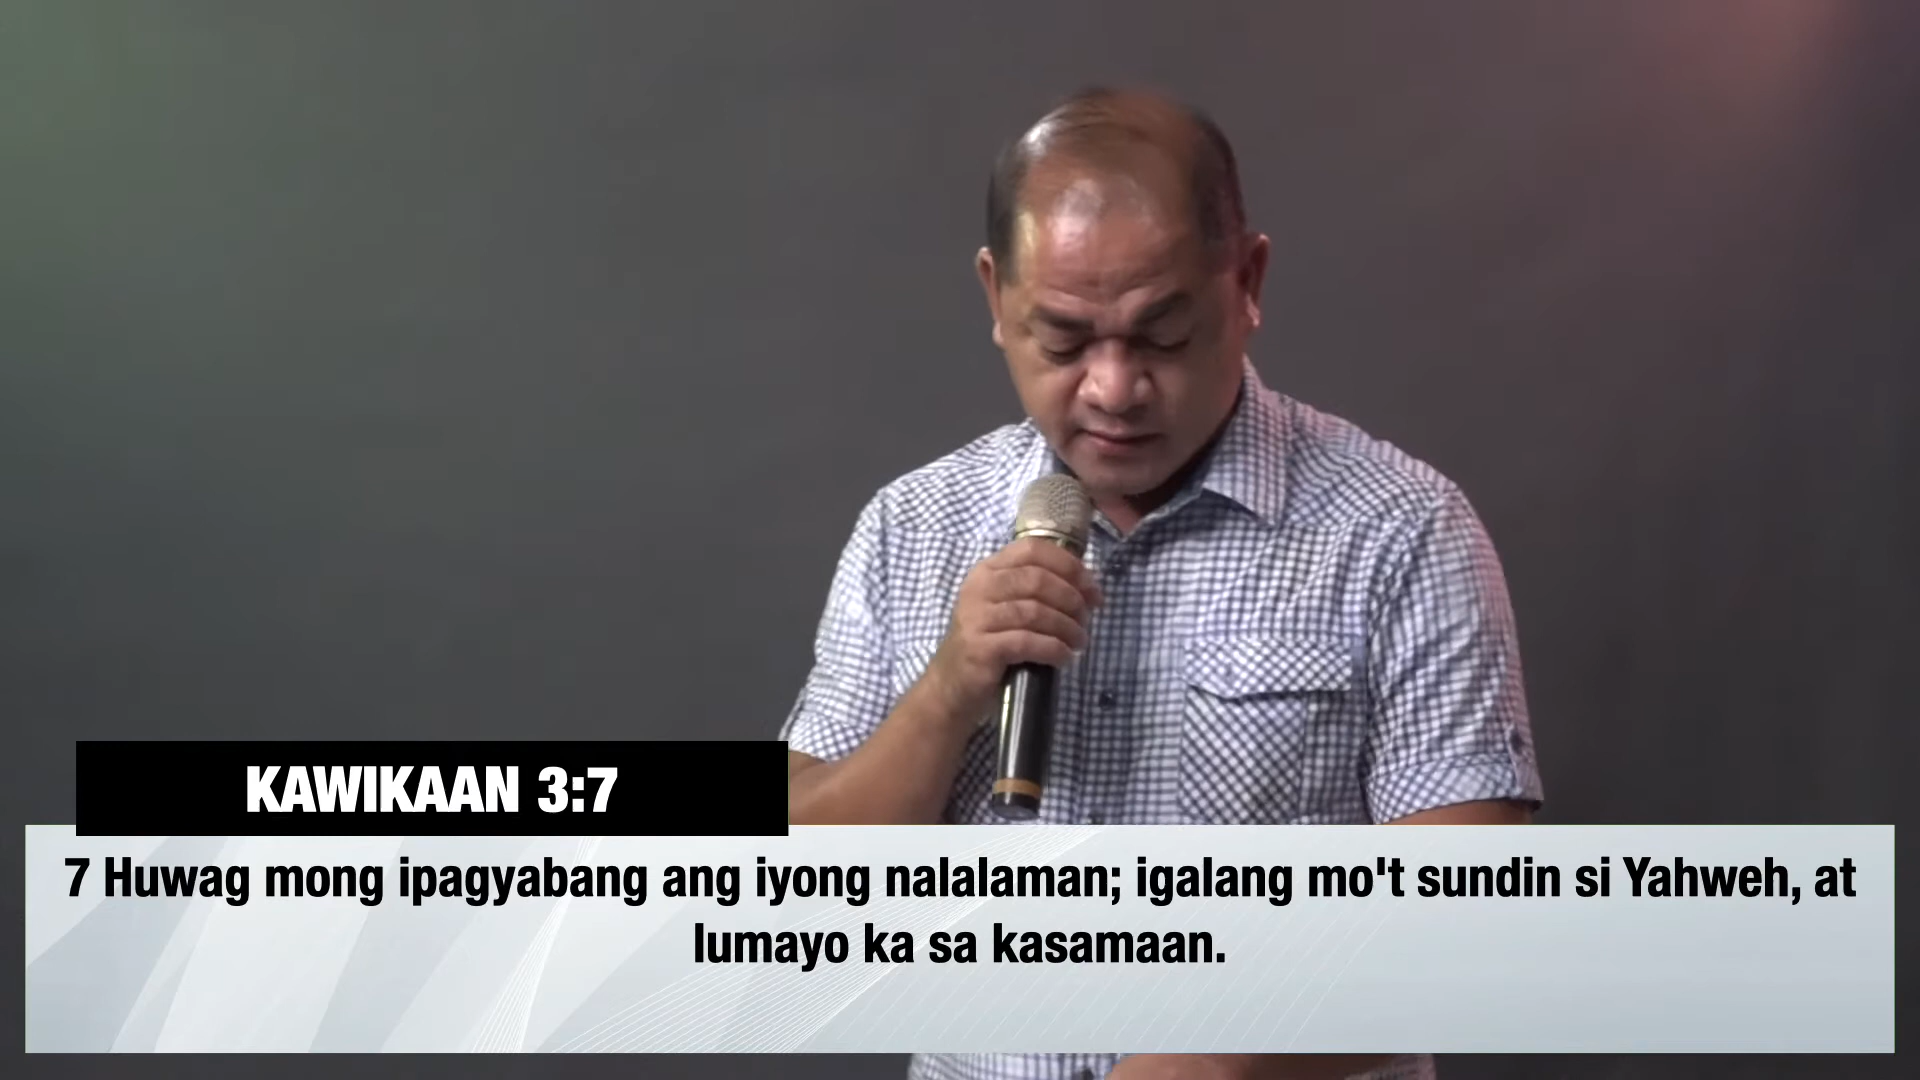 KAWIKAAN 3:7
7 Huwag mong ipagyabang ang iyong nalalaman; igalang mo't sundin si Yahweh, at
lumayo ka sa kasamaan.